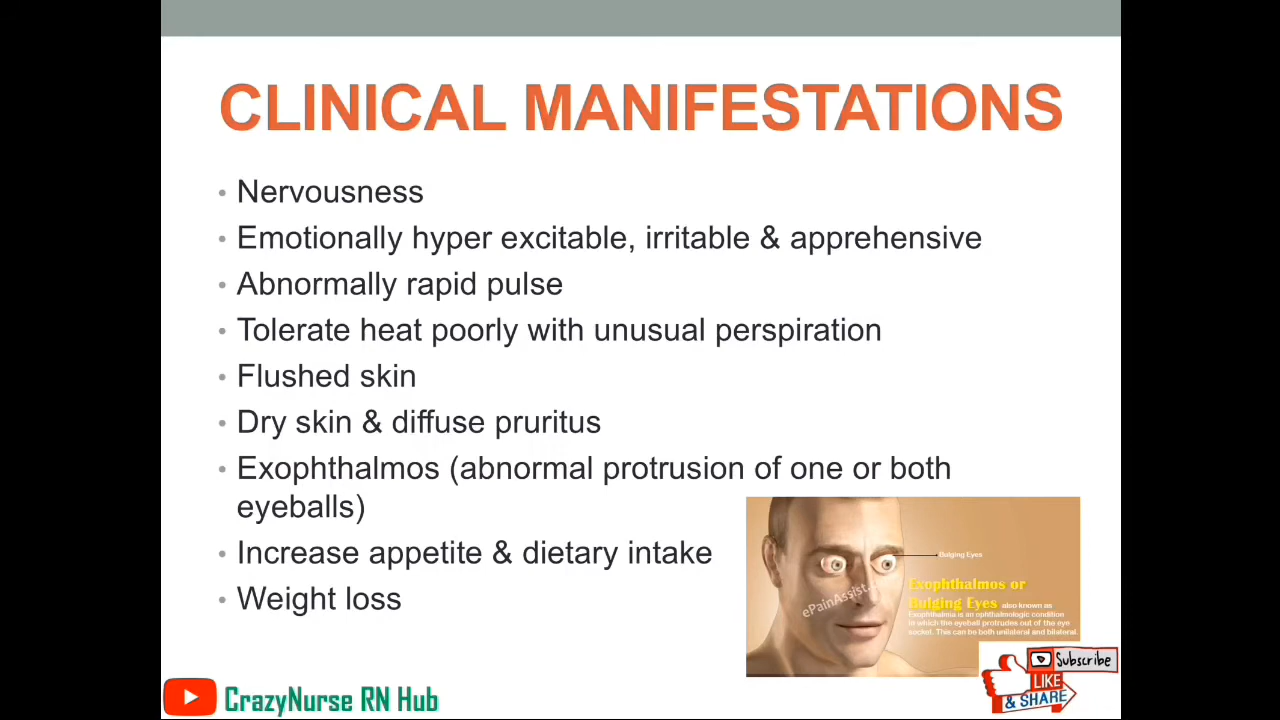 CLINICAL MANIFESTATIONS
• Nervousness
• Emotionally hyper excitable, irritable & apprehensive
• Abnormally rapid pulse
• Tolerate heat poorly with unusual perspiration
• Flushed skin
• Dry skin & diffuse pruritus
• Exophthalmos (abnormal protrusion of one or both
eyeballs)
• Increase appetite & dietary intake
• Weight loss
Bulging Eyes
Exophthalmos or
Bulging Eyes also known as
Exophthalmia is an ophthalmologic condition
in which the eyeball protrudes out of the eye
socket. This can be both unilateral and bilateral.
ePainAssist.
Subscribe
LIKE
& SHARE
CrazyNurse RN Hub